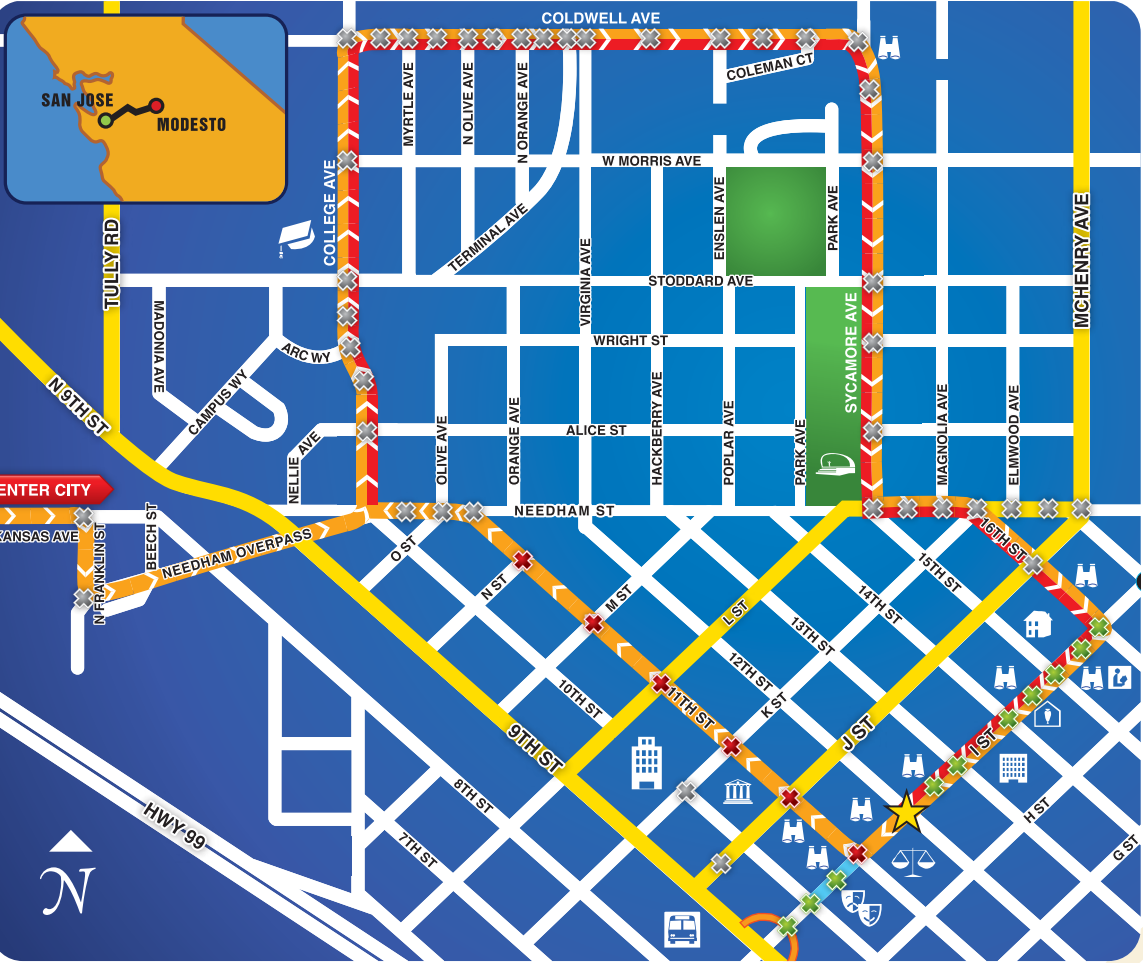 COLDWELL AVE
SAN JOSE
MODESTO
COLEMAN CT
MYRTLE AVE
N OLIVE AVE
N ORANGE AVE
W MORRIS AVE
COLLEGE AVE
TULLY RD
TERMINAL AVE
ENSLEN AVE
PARK AVE
MCHENRY AVE
VIRGINIA AVE
STODDARD AVE
MADONIA AVE
ARC WY
WRIGHT ST
SYCAMORE AVE
N 9TH ST
CAMPUS WY
HACKBERRY AVE
POPLAR AVE
ORANGE AVE
OLIVE AVE
ALICE ST
PARK AVE
MAGNOLIA AVE
ELMWOOD AVE
NELLIE AVE
ENTER CITY
KANSAS AVE
N FRANKLIN ST
BEECH ST
NEEDHAM OVERPASS
NEEDHAM ST
O ST
N ST
M ST
L ST
16TH ST
15TH ST
14TH ST
13TH ST
12TH ST
11TH ST
10TH ST
K ST
9TH ST
J ST
I ST
8TH ST
7TH ST
H ST
G ST
HWY 99
N